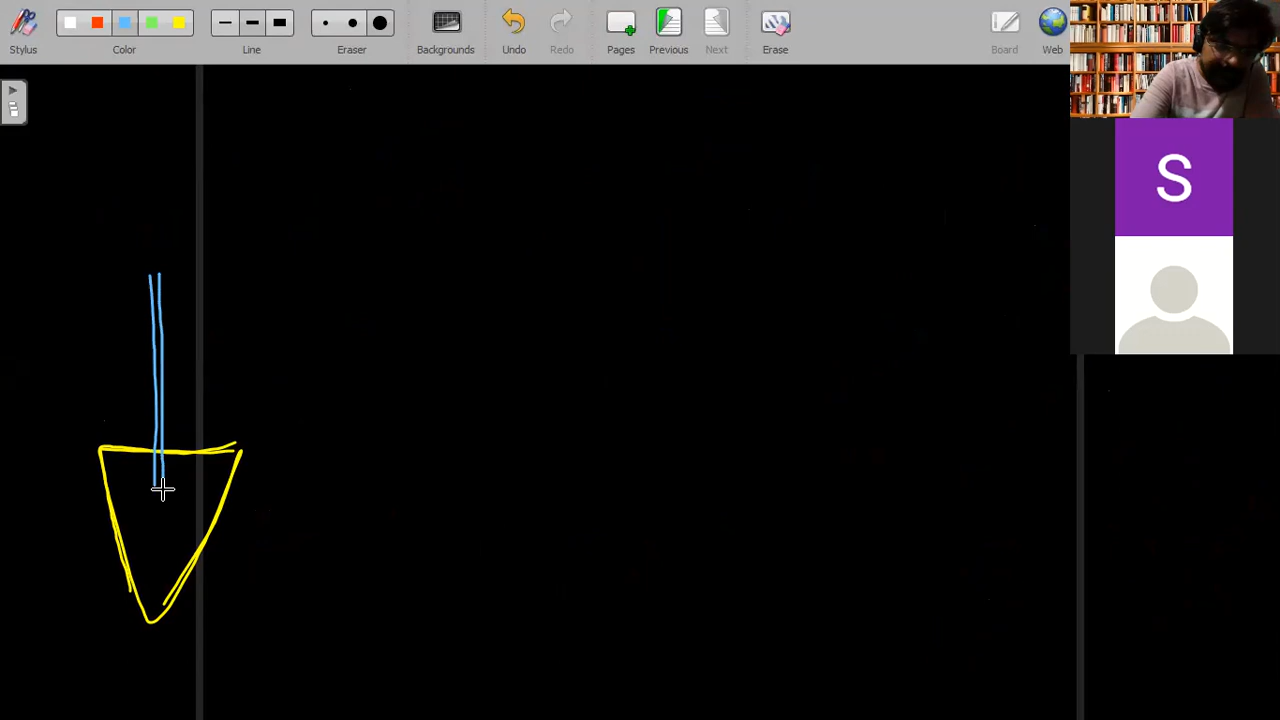 Stylus
Color
Line
Eraser
Backgrounds
Undo
Redo
Pages
Previous
Next
Erase
Board
Web
S